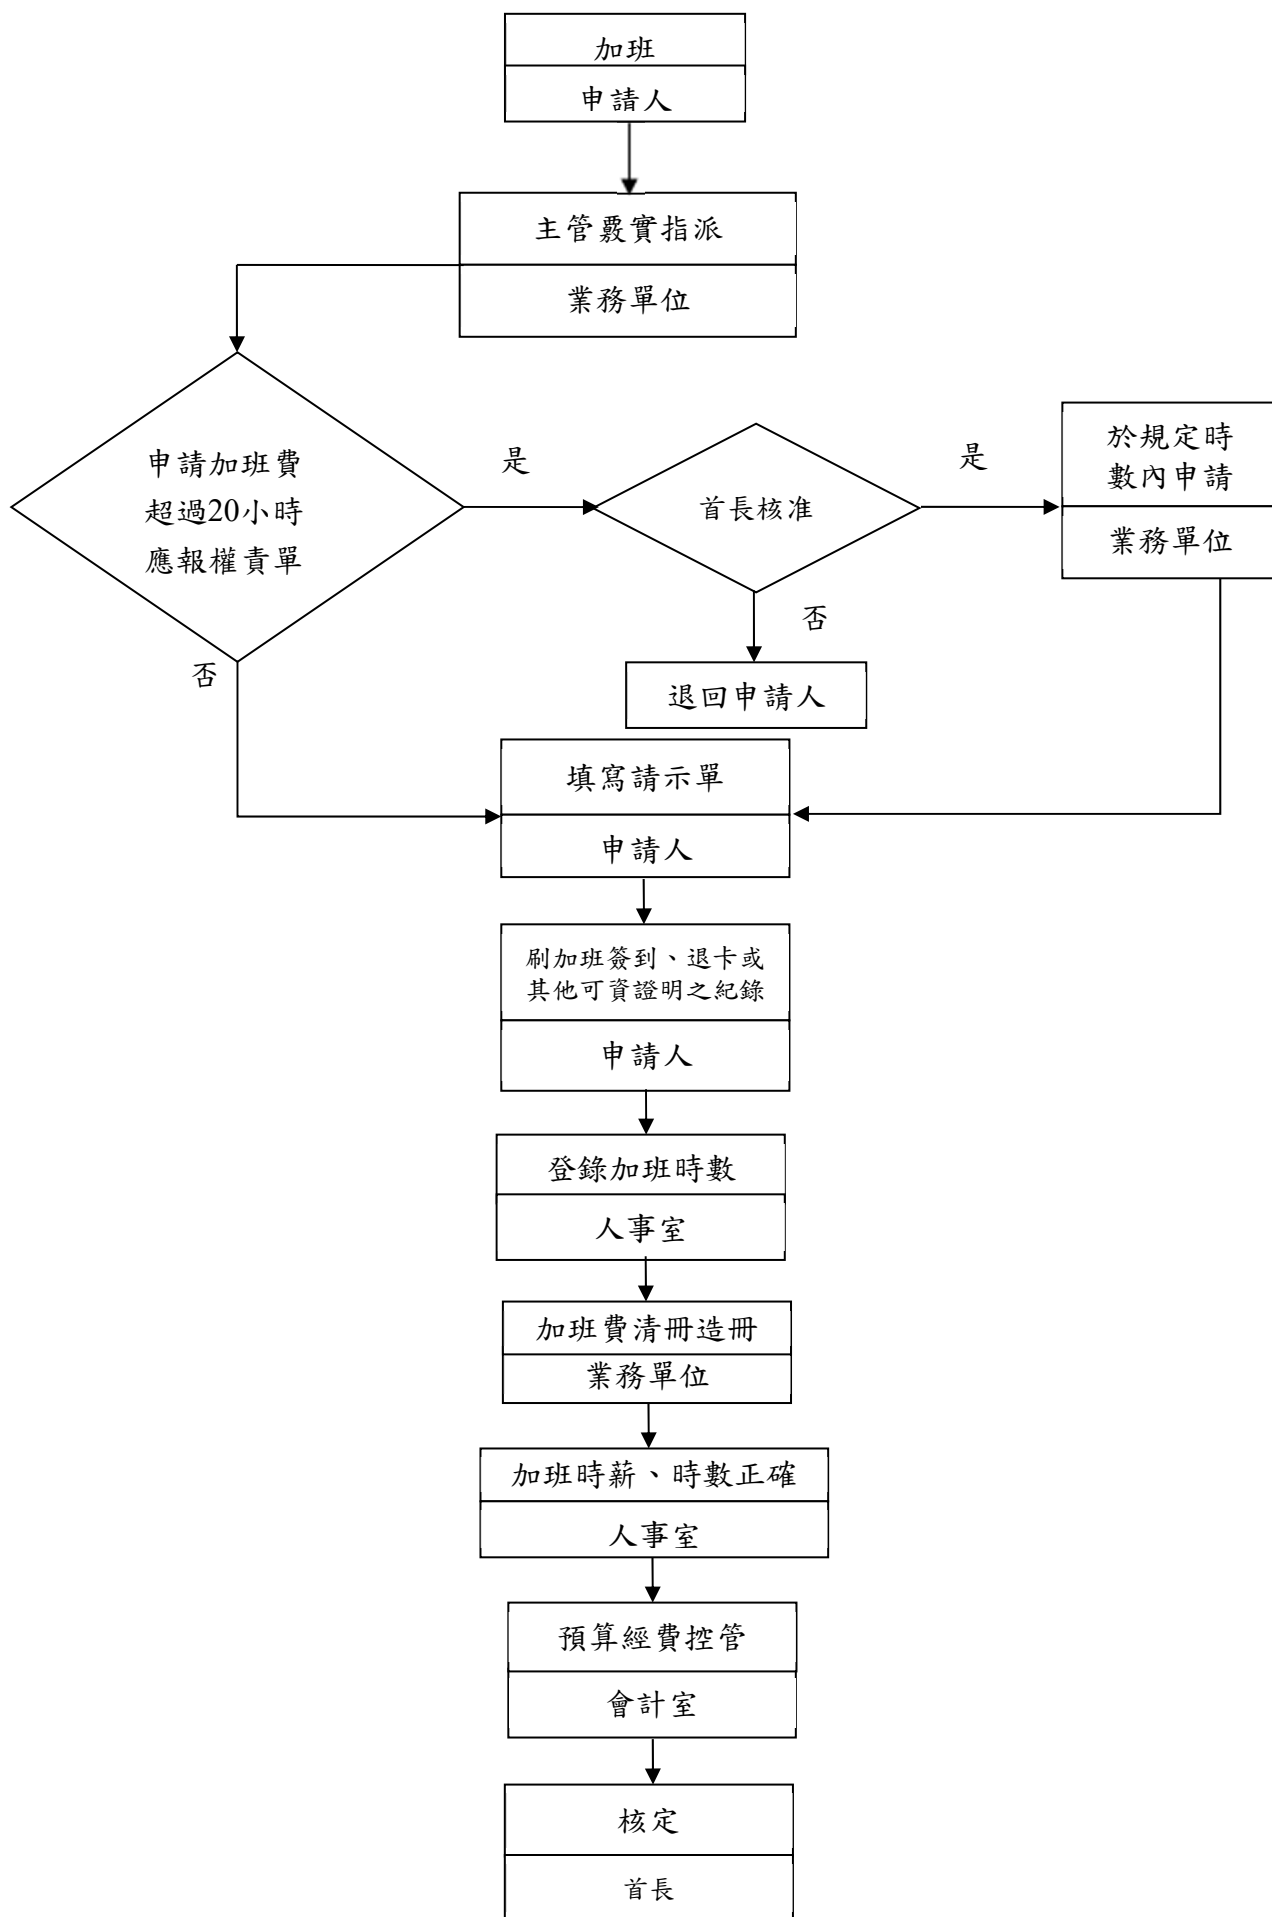 加班
申請人
主管覈實指派
業務單位
申請加班費
超過20小時
應報權責單
是
首長核准
是
於規定時
數內申請
業務單位
否
退回申請人
否
填寫請示單
申請人
刷加班簽到、退卡或
其他可資證明之紀錄
申請人
登錄加班時數
人事室
加班費清冊造冊
業務單位
加班時薪、時數正確
人事室
預算經費控管
會計室
核定
首長